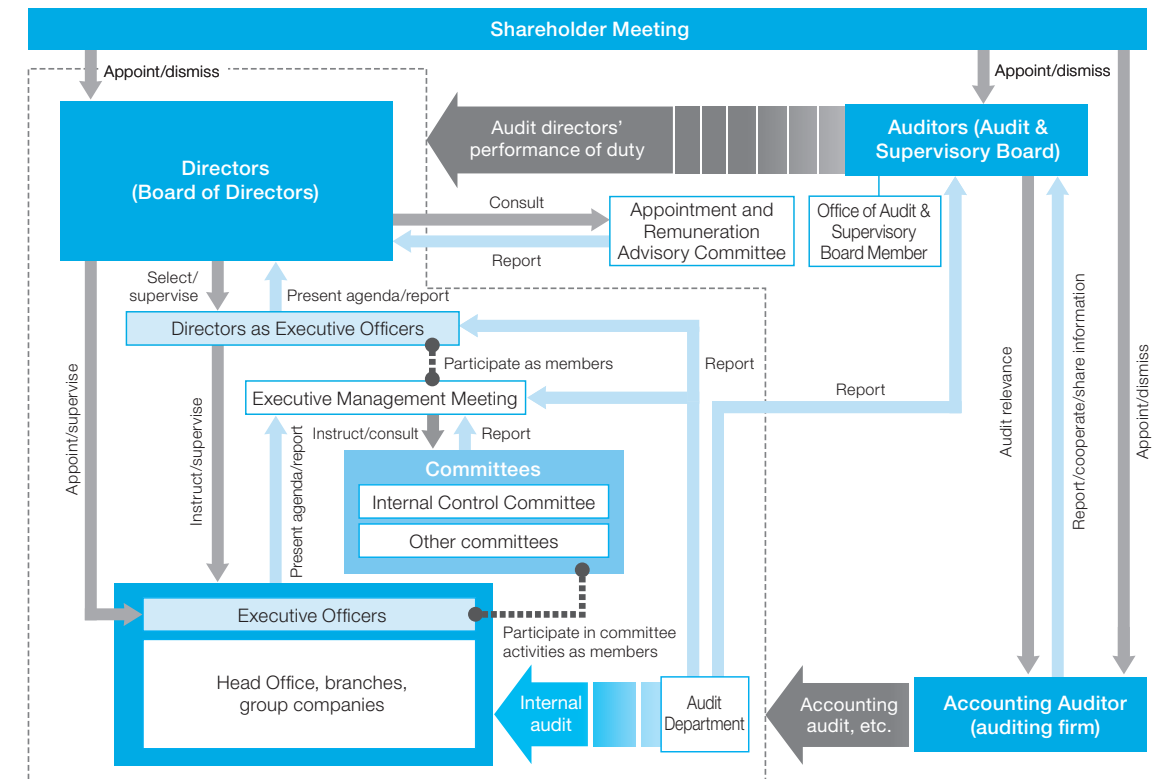 Shareholder Meeting
Appoint/dismiss
Appoint/dismiss
Directors
(Board of Directors)
Audit directors'
performance of duty
Auditors (Audit &
Supervisory Board)
Consult
Report
Appointment and
Remuneration
Advisory Committee
Office of Audit &
Supervisory
Board Member
Select/
supervise
Present agenda/report
Directors as Executive Officers
Participate as members
Report
Executive Management Meeting
Report
Instruct/consult
Report
Committees
Internal Control Committee
Other committees
Appoint/supervise
Instruct/supervise
Present agenda/report
Audit relevance
Report/cooperate/share information
Appoint/dismiss
Executive Officers
Participate in committee
activities as members
Head Office, branches,
group companies
Internal
audit
Audit
Department
Accounting
audit, etc.
Accounting Auditor
(auditing firm)